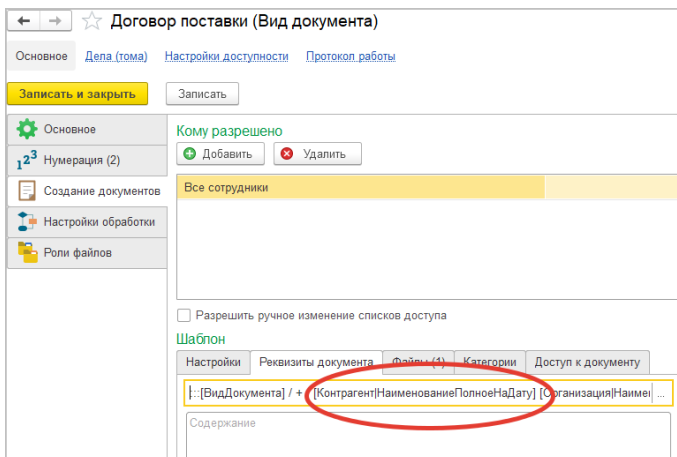 Договор поставки (Вид документа)
Основное Дела (тома) Настройки доступности Протокол работы
Записать и закрыть Записать
Основное
Нумерация (2)
Создание документов
Настройки обработки
Роли файлов
Кому разрешено
Добавить Удалить
Все сотрудники
Разрешить ручное изменение списков доступа
Шаблон
Настройки Реквизиты документа Файлы (1) Категории Доступ к документу
:::[ВидДокумента] / + [Контрагент|НаименованиеПолноеНаДату] [Организация|Наимен ...
Содержание